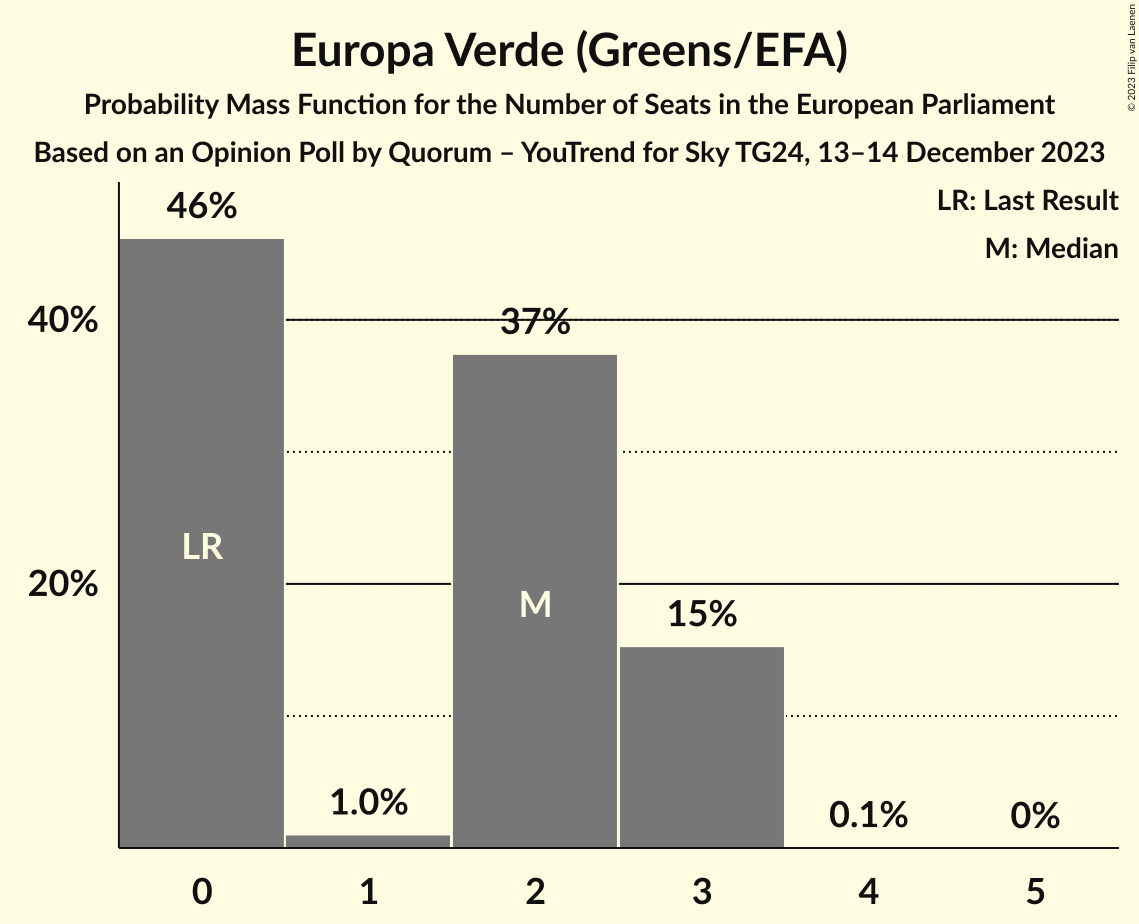 Europa Verde (Greens/EFA)
Probability Mass Function for the Number of Seats in the European Parliament
Based on an Opinion Poll by Quorum – YouTrend for Sky TG24, 13–14 December 2023
© 2023 Filip van Laenen
LR: Last Result
M: Median
46%
40%
37%
LR
20%
M
15%
1.0%
0.1%
0%
0 1 2 3 4 5